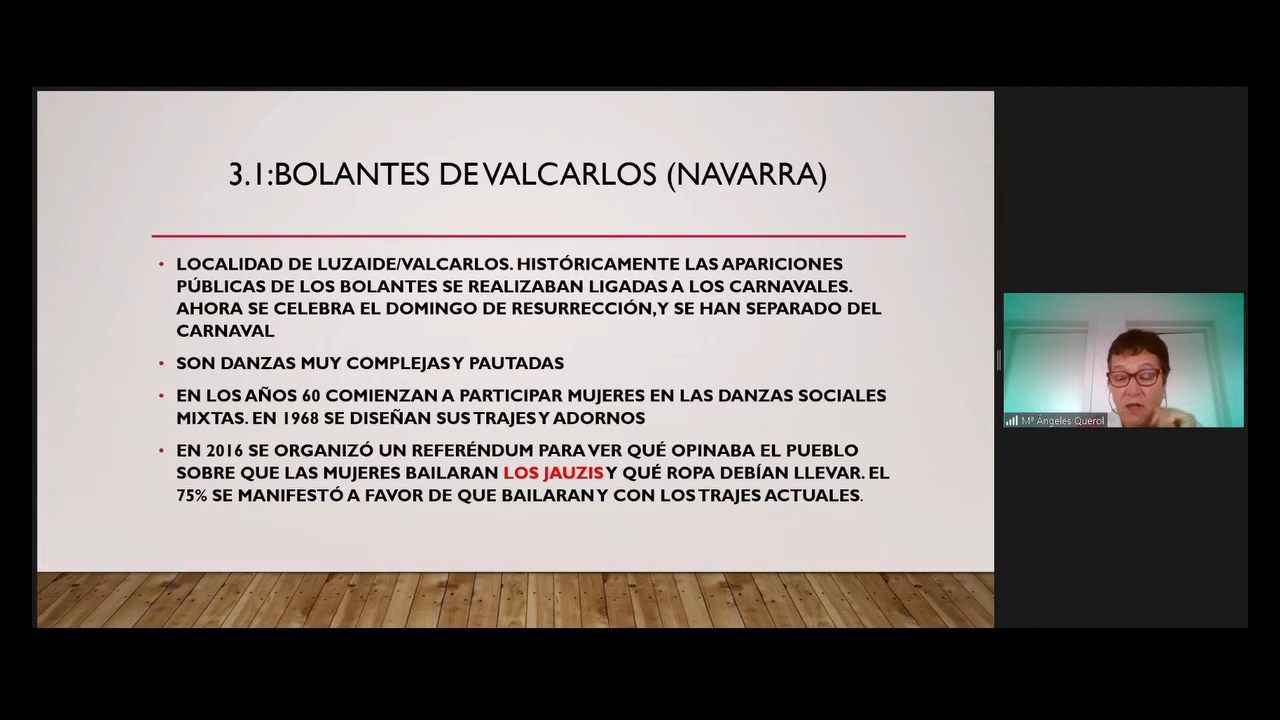 3.1:BOLANTES DE VALCARLOS (NAVARRA)
• LOCALIDAD DE LUZAIDE/VALCARLOS. HISTÓRICAMENTE LAS APARICIONES
PÚBLICAS DE LOS BOLANTES SE REALIZABAN LIGADAS A LOS CARNAVALES.
AHORA SE CELEBRA EL DOMINGO DE RESURRECCIÓN, Y SE HAN SEPARADO DEL
CARNAVAL
• SON DANZAS MUY COMPLEJAS Y PAUTADAS
• EN LOS AÑOS 60 COMIENZAN A PARTICIPAR MUJERES EN LAS DANZAS SOCIALES
MIXTAS. EN 1968 SE DISEÑAN SUS TRAJES Y ADORNOS
• EN 2016 SE ORGANIZÓ UN REFERÉNDUM PARA VER QUÉ OPINABA EL PUEBLO
SOBRE QUE LAS MUJERES BAILARAN LOS JAUZIS Y QUÉ ROPA DEBÍAN LLEVAR. EL
75% SE MANIFESTÓ A FAVOR DE QUE BAILARAN Y CON LOS TRAJES ACTUALES.
Mª Ángeles Querol